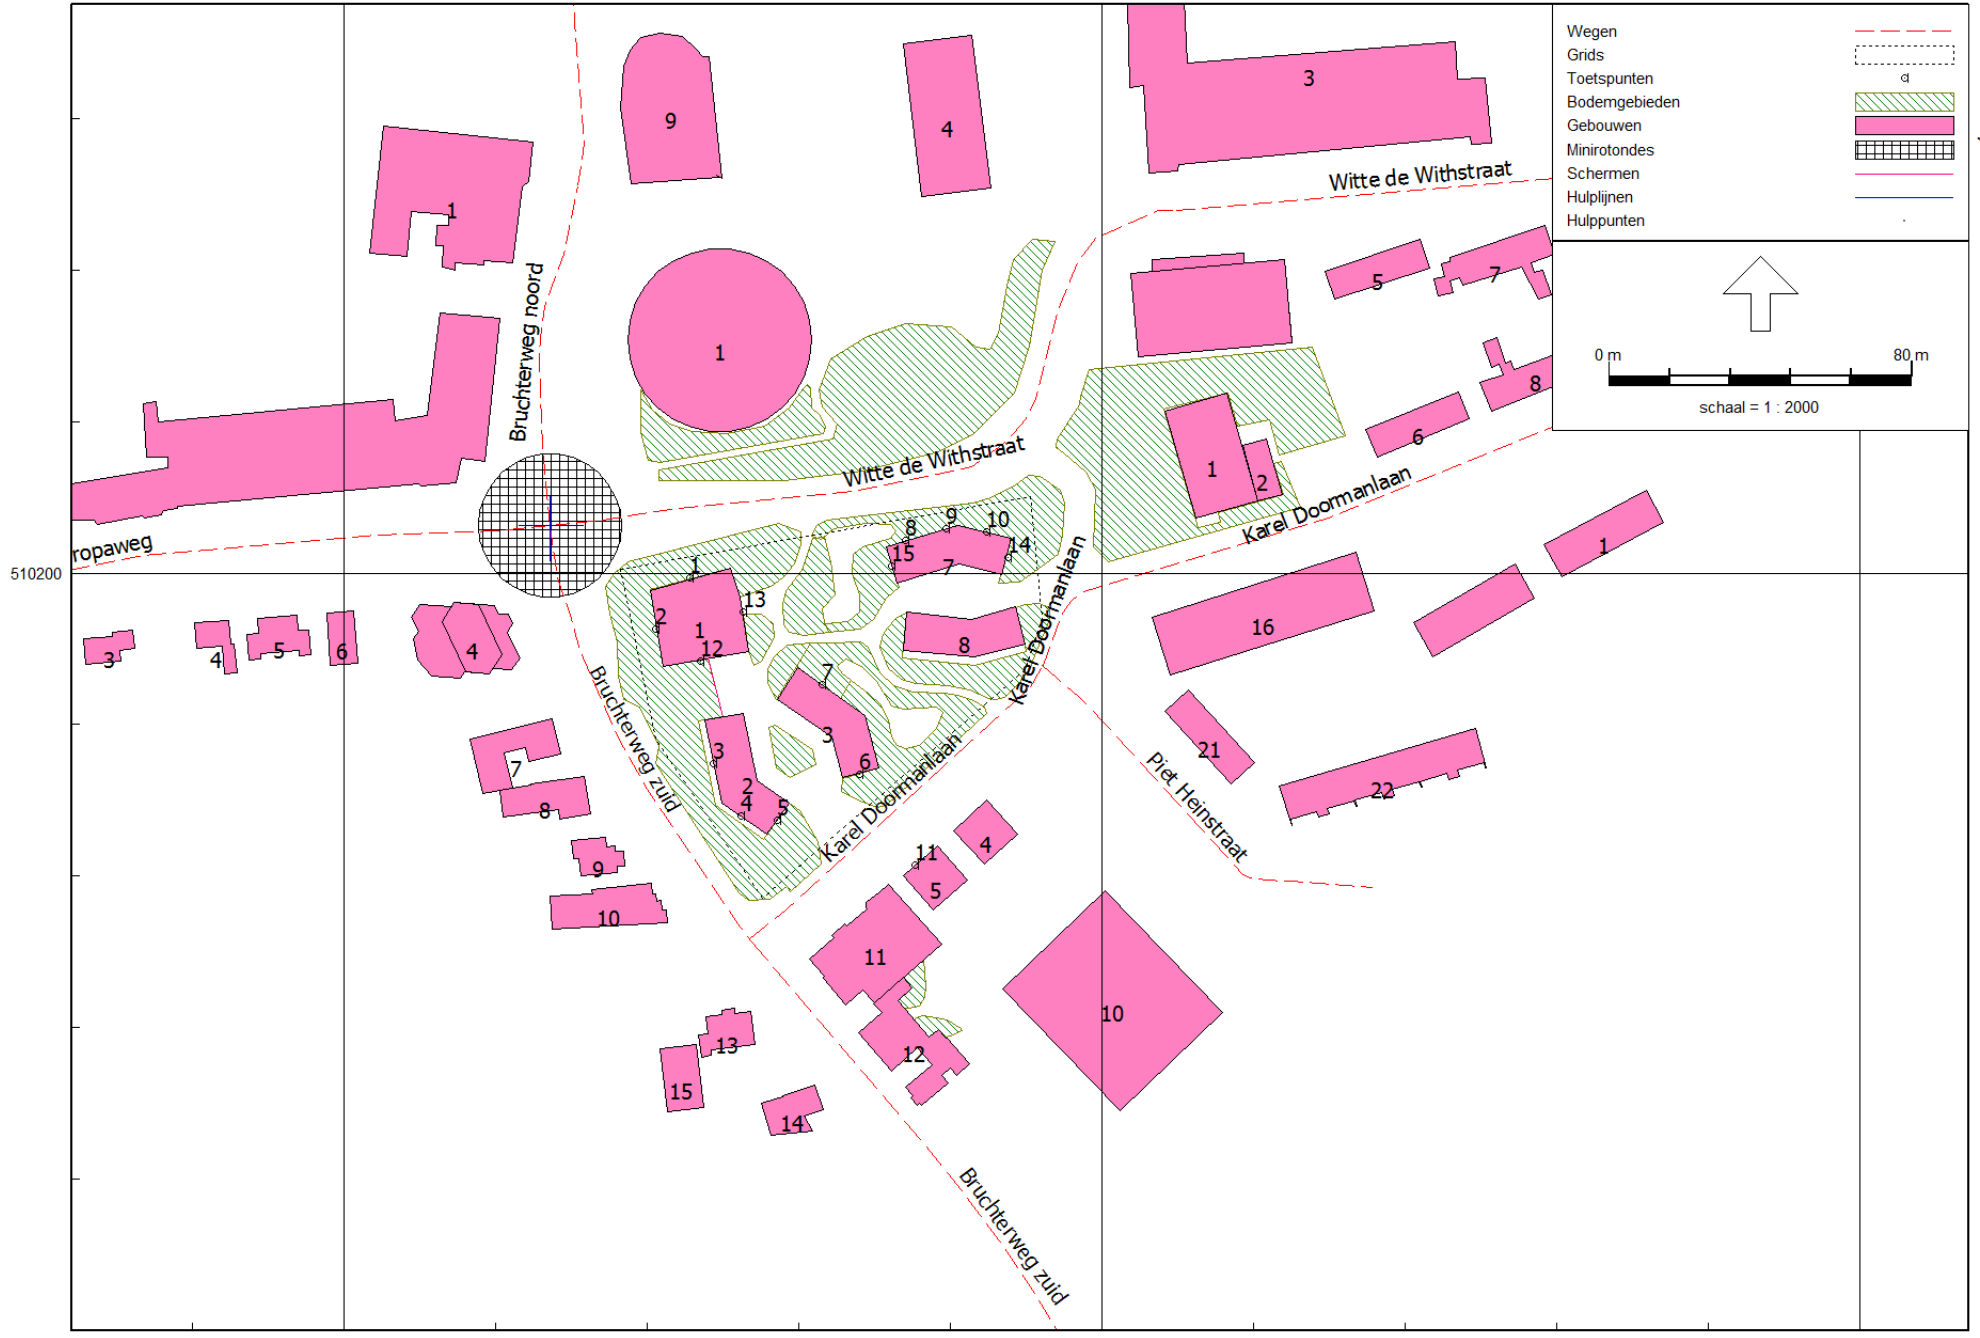 Wegen
Grids
Toetspunten
Bodemgebieden
Gebouwen
Minirotondes
Schermen
Hulplijnen
Hulppunten
0 m 80 m
schaal = 1 : 2000
9
4
3
1
Witte de Withstraat
Bruchterweg noord
1
5
7
8
6
1
2
Witte de Withstraat
Karel Doormanlaan
ropaweg
510200
8
9
10
15
14
7
1
13
2
1
12
8
Karel Doormanlaan
3
4
5
6
4
7
3
6
3
2
4
5
Bruchterweg zuid
Karel Doormanlaan
7
8
9
10
16
1
21
22
Piet Heinstraat
4
11
5
11
12
10
13
15
14
Bruchterweg zuid